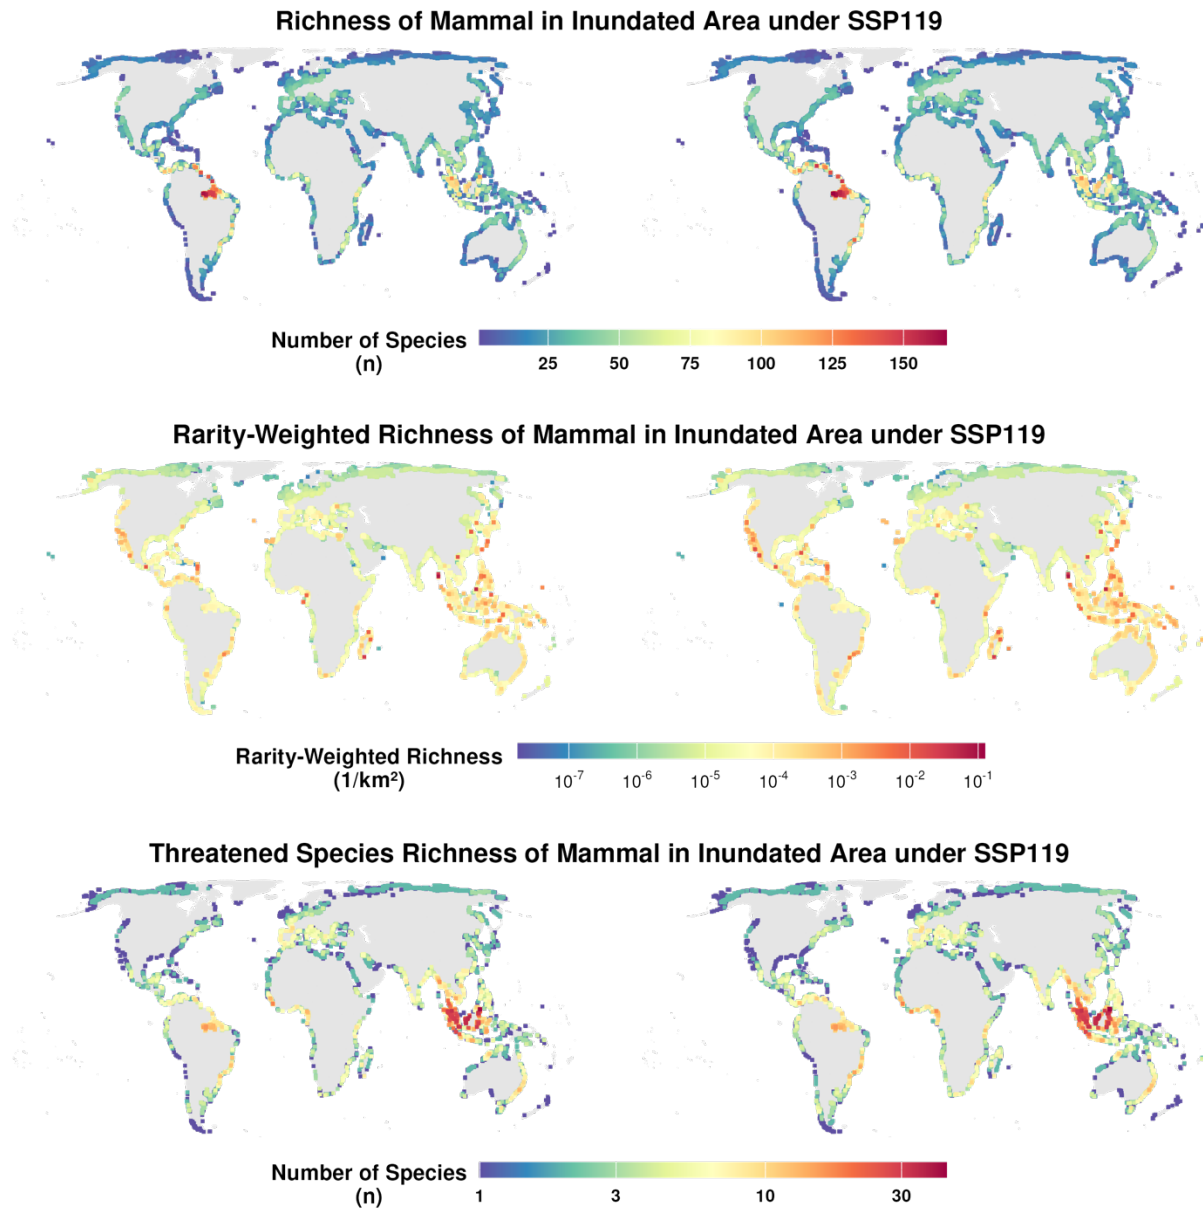 Richness of Mammal in Inundated Area under SSP119
Number of Species
(n)
25 50 75 100 125 150
Rarity-Weighted Richness of Mammal in Inundated Area under SSP119
Rarity-Weighted Richness
(1/km²)
10⁻⁷ 10⁻⁶ 10⁻⁵ 10⁻⁴ 10⁻³ 10⁻² 10⁻¹
Threatened Species Richness of Mammal in Inundated Area under SSP119
Number of Species
(n)
1 3 10 30